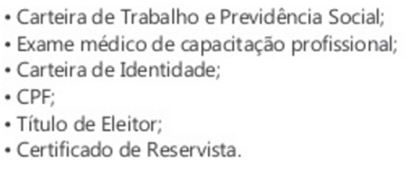 • Carteira de Trabalho e Previdência Social;
• Exame médico de capacitação profissional;
• Carteira de Identidade;
• CPF;
• Título de Eleitor;
• Certificado de Reservista.